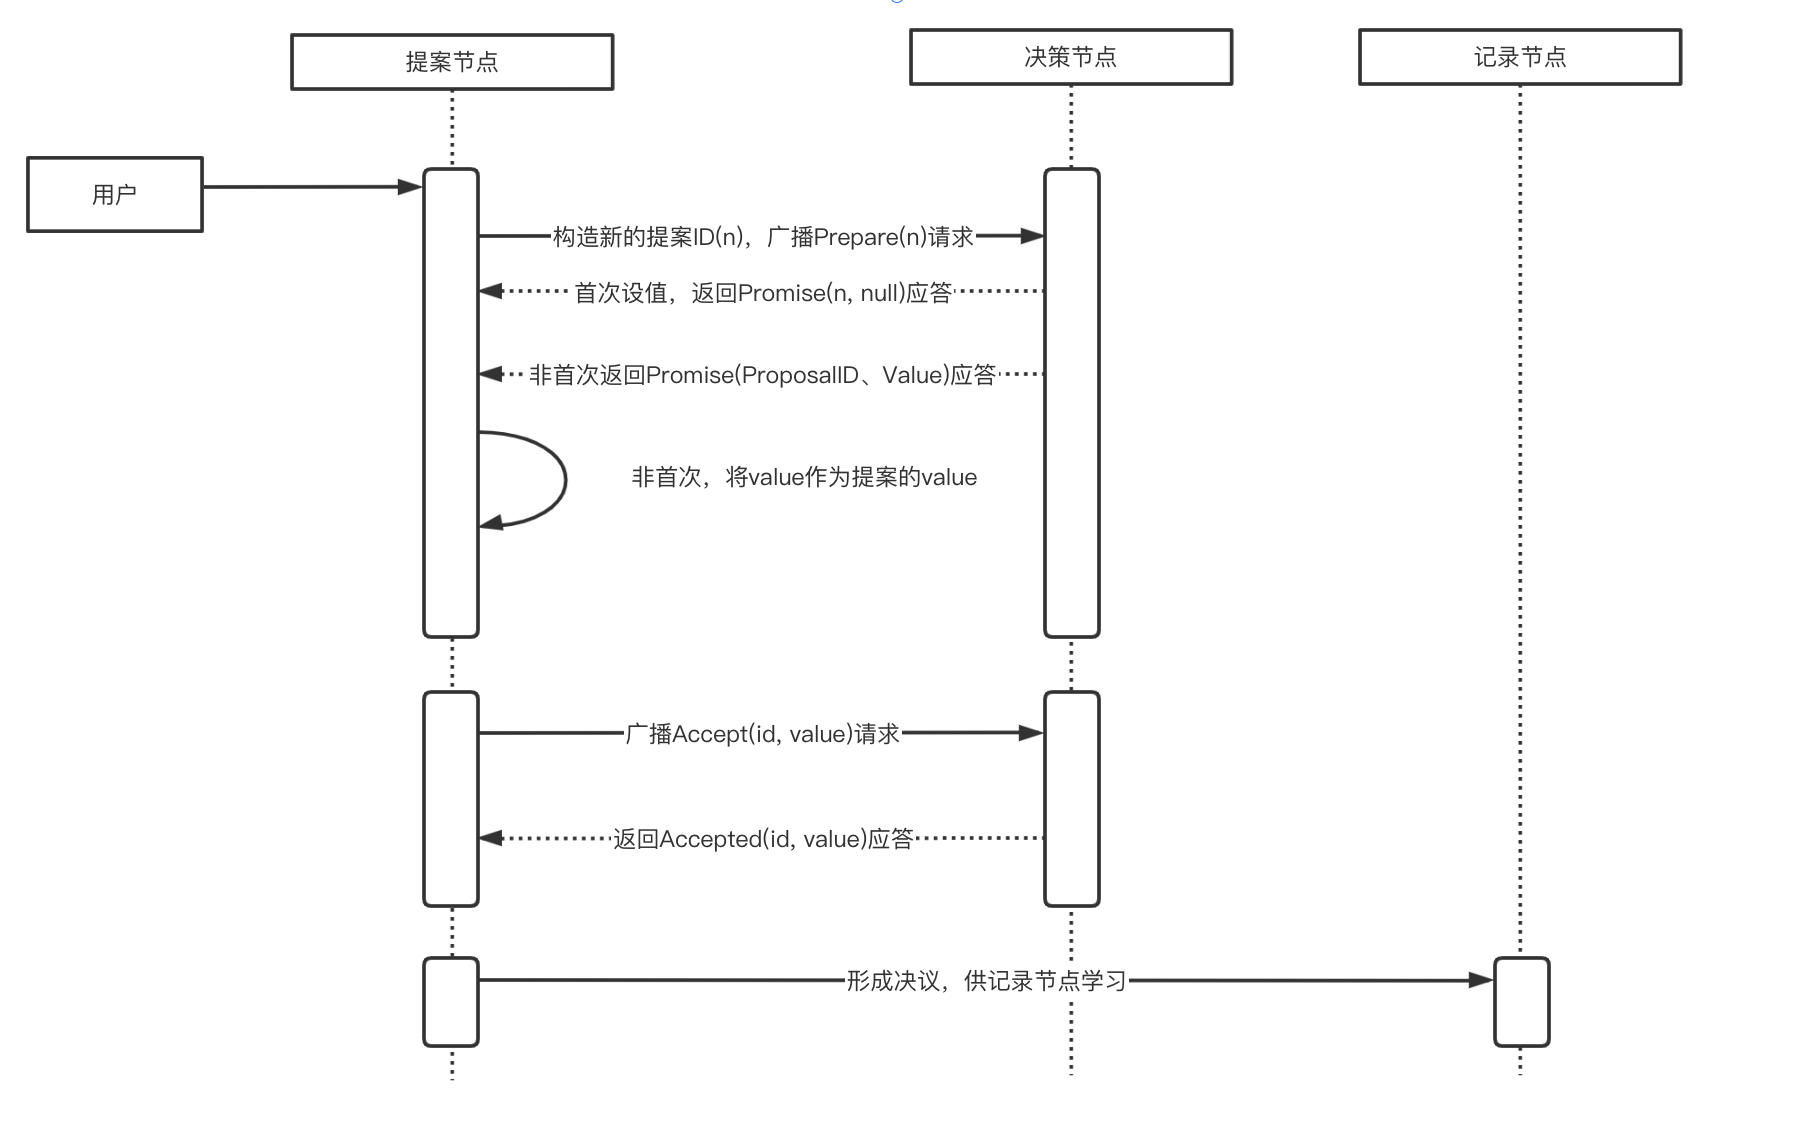 提案节点
决策节点
记录节点
用户
构造新的提案ID(n)，广播Prepare(n)请求
首次设值，返回Promise(n, null)应答
非首次返回Promise(ProposalID、Value)应答
非首次，将value作为提案的value
广播Accept(id, value)请求
返回Accepted(id, value)应答
形成决议，供记录节点学习